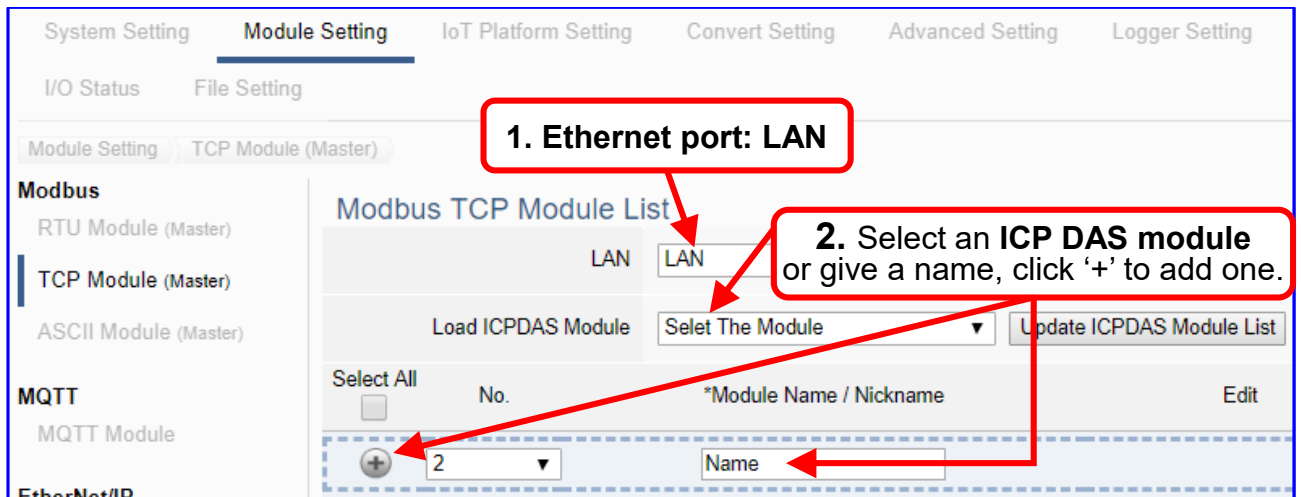 System Setting Module Setting IoT Platform Setting Convert Setting Advanced Setting Logger Setting
I/O Status File Setting
1. Ethernet port: LAN
Module Setting TCP Module (Master)
Modbus
RTU Module (Master)
TCP Module (Master)
ASCII Module (Master)
MQTT
MQTT Module
EtherNet/IP
Modbus TCP Module List
2. Select an ICP DAS module
or give a name, click ‘+’ to add one.
LAN LAN
Load ICPDAS Module Selet The Module ▼ Update ICPDAS Module List
Select All No. *Module Name / Nickname Edit
+ 2 ▼ Name